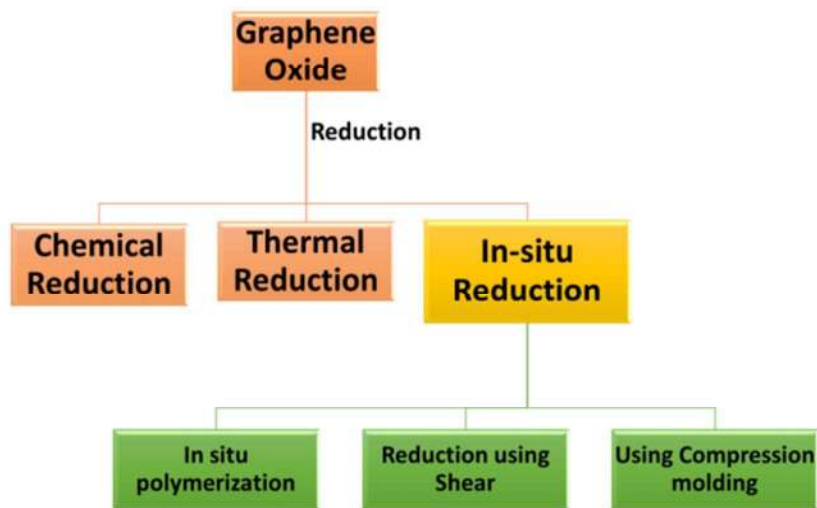 Graphene
Oxide
Reduction
Chemical
Reduction
Thermal
Reduction
In-situ
Reduction
In situ
polymerization
Reduction using
Shear
Using Compression
molding